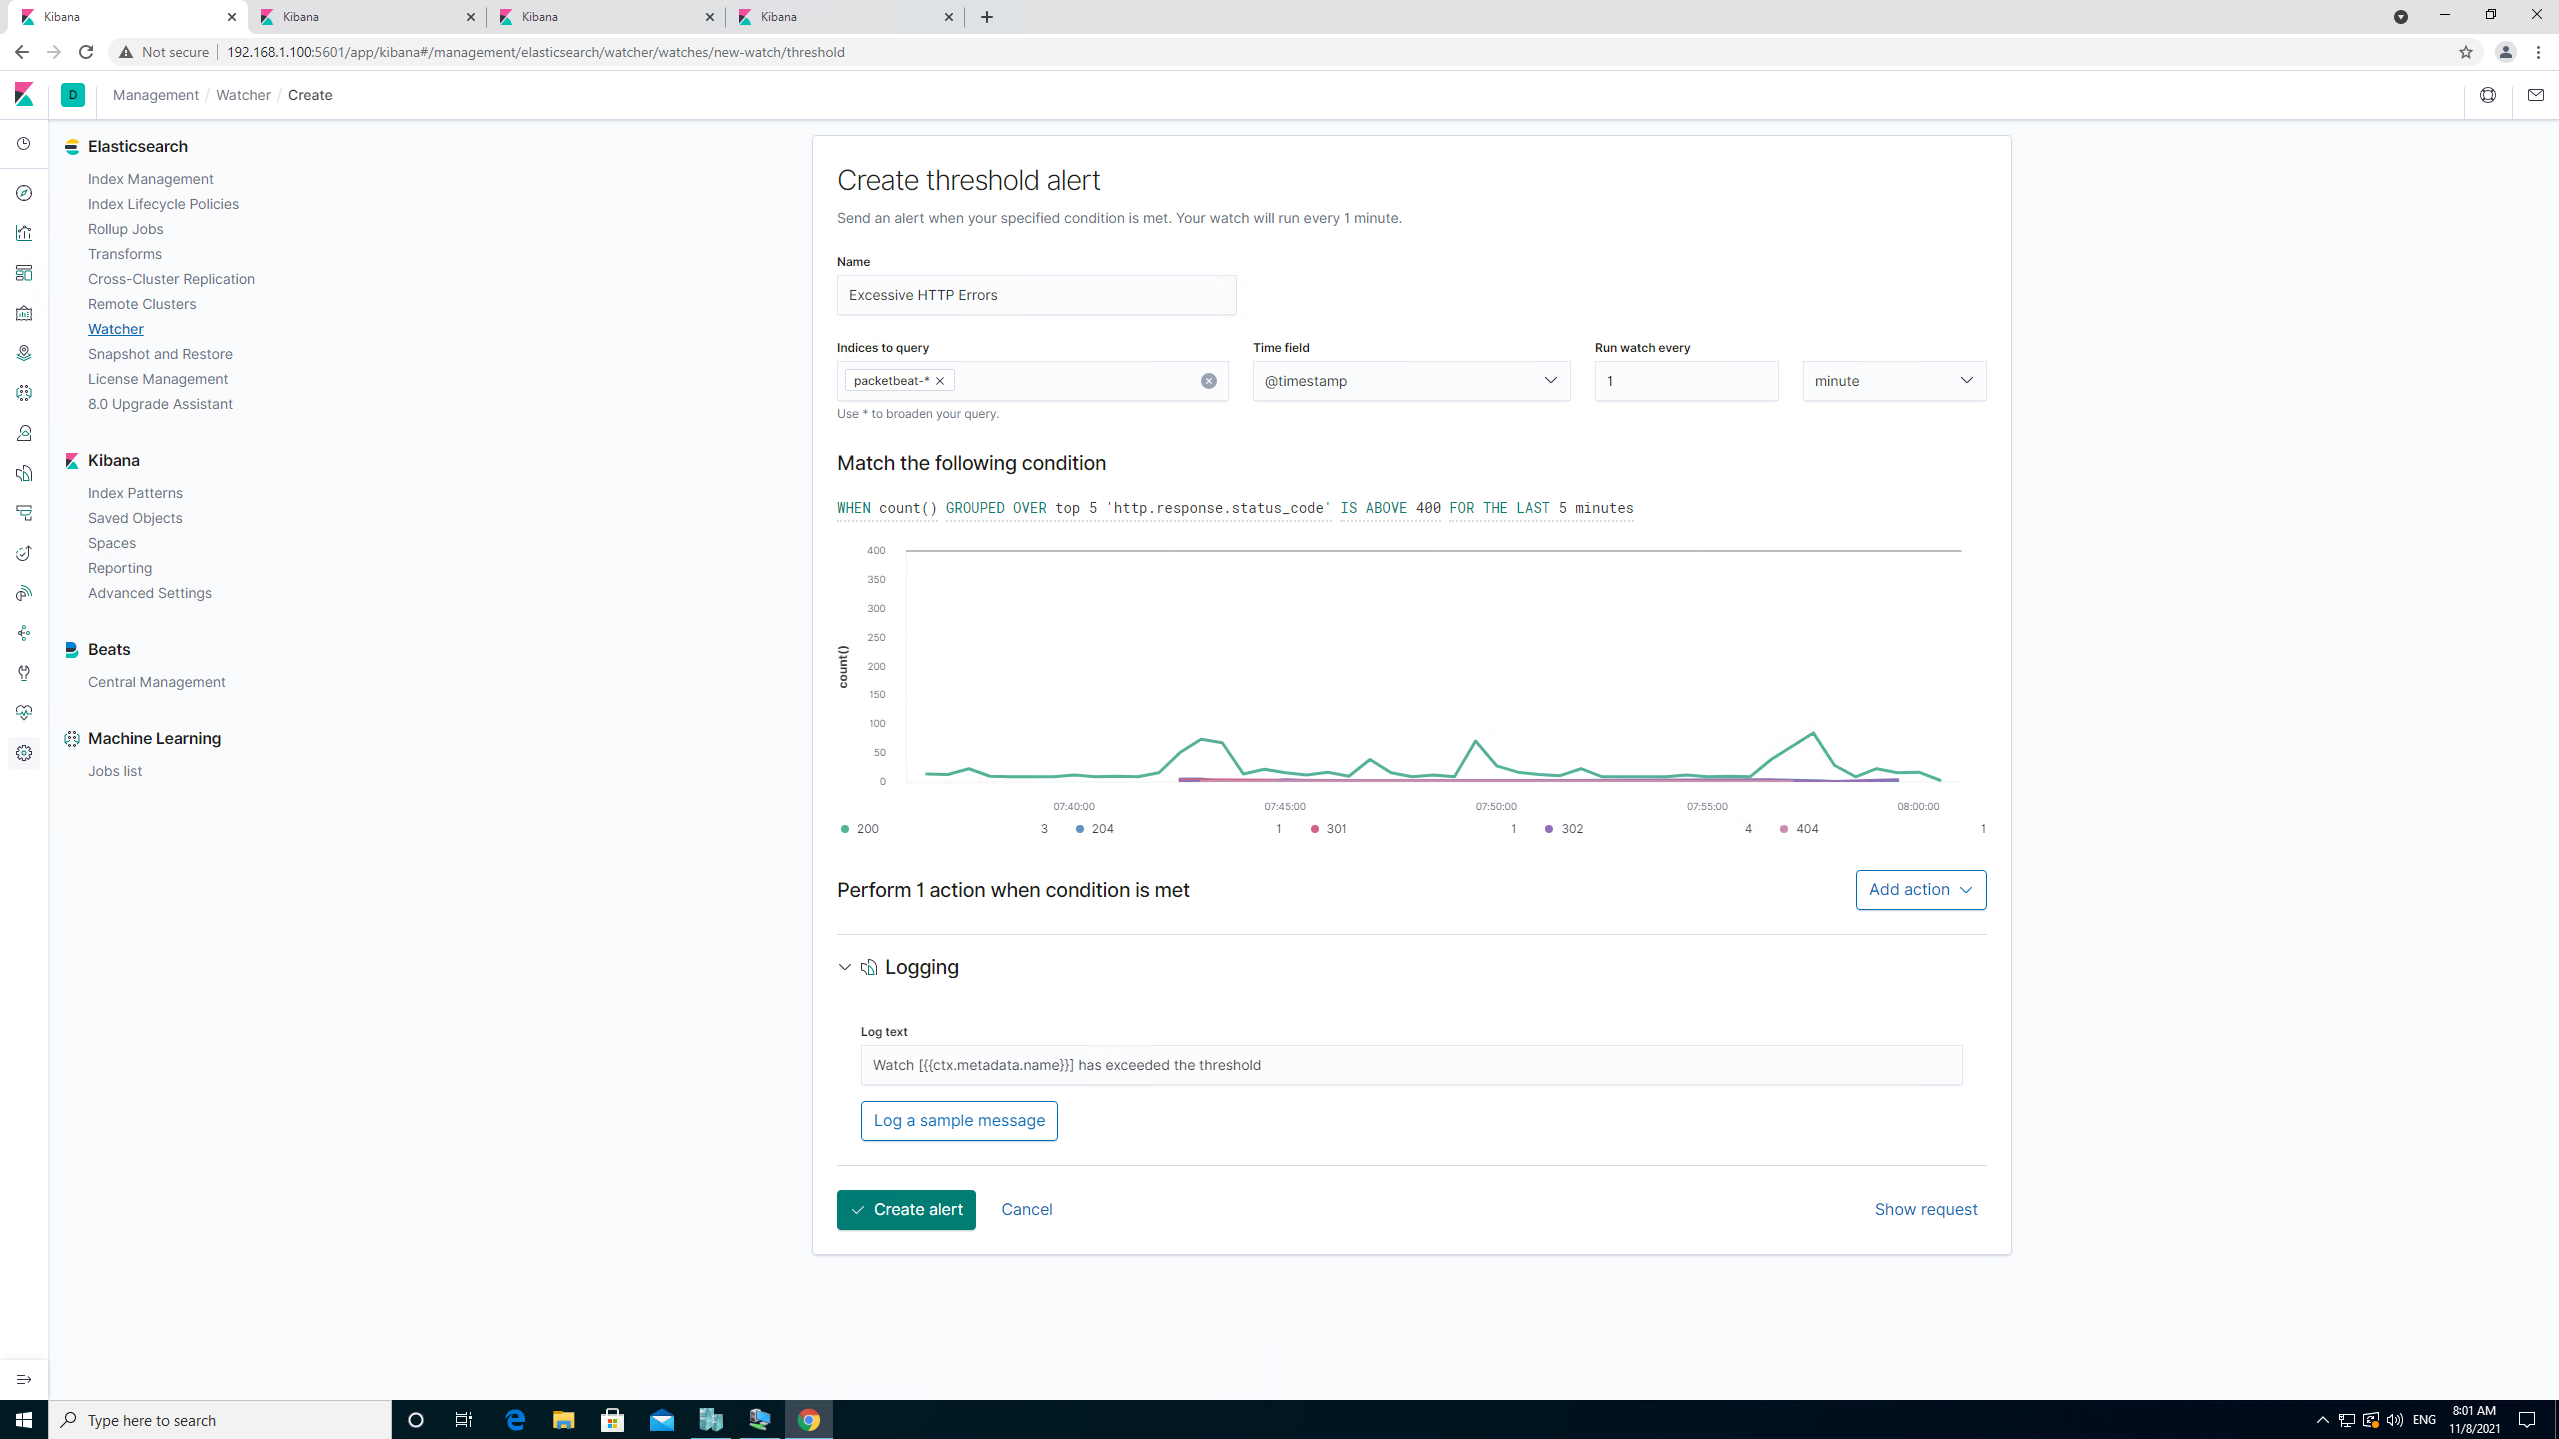 Kibana
Kibana
Kibana
Kibana
Not secure
192.168.1.100:5601/app/kibana#/management/elasticsearch/watcher/watches/new-watch/threshold
D
Management / Watcher / Create
Elasticsearch
Index Management
Index Lifecycle Policies
Rollup Jobs
Transforms
Cross-Cluster Replication
Remote Clusters
Watcher
Snapshot and Restore
License Management
8.0 Upgrade Assistant
Kibana
Index Patterns
Saved Objects
Spaces
Reporting
Advanced Settings
Beats
Central Management
Machine Learning
Jobs list
Create threshold alert
Send an alert when your specified condition is met. Your watch will run every 1 minute.
Name
Excessive HTTP Errors
Indices to query
Time field
Run watch every
packetbeat-*
@timestamp
1
minute
Use * to broaden your query.
Match the following condition
WHEN count() GROUPED OVER top 5 'http.response.status_code' IS ABOVE 400 FOR THE LAST 5 minutes
400
350
300
250
200
150
100
50
0
count()
07:40:00 07:45:00 07:50:00 07:55:00 08:00:00
200 3 204 1 301 1 302 4 404 1
Perform 1 action when condition is met
Add action
Logging
Log text
Watch [{{ctx.metadata.name}}] has exceeded the threshold
Log a sample message
Create alert
Cancel
Show request
Type here to search
ENG
8:01 AM
11/8/2021